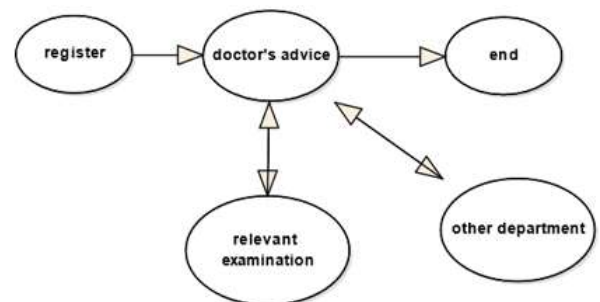 register
doctor's advice
end
relevant
examination
other department